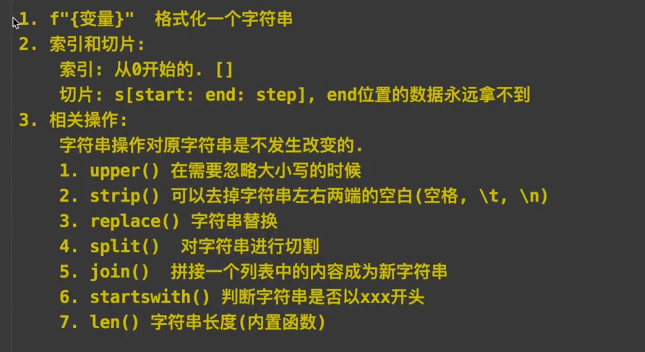 1. f"{变量}"  格式化一个字符串
2. 索引和切片:
索引: 从0开始的. []
切片: s[start: end: step], end位置的数据永远拿不到
3. 相关操作:
字符串操作对原字符串是不发生改变的.
1. upper() 在需要忽略大小写的时候
2. strip() 可以去掉字符串左右两端的空白(空格, \t, \n)
3. replace() 字符串替换
4. split()  对字符串进行切割
5. join()  拼接一个列表中的内容成为新字符串
6. startswith() 判断字符串是否以xxx开头
7. len() 字符串长度(内置函数)